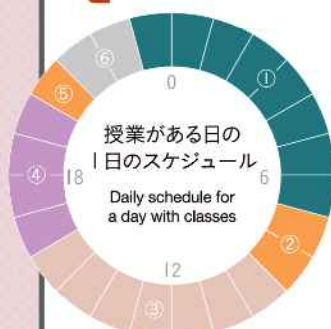 ⑥
①
0
⑤
授業がある日の
1日のスケジュール
④
18
6
Daily schedule for
a day with classes
②
12
③